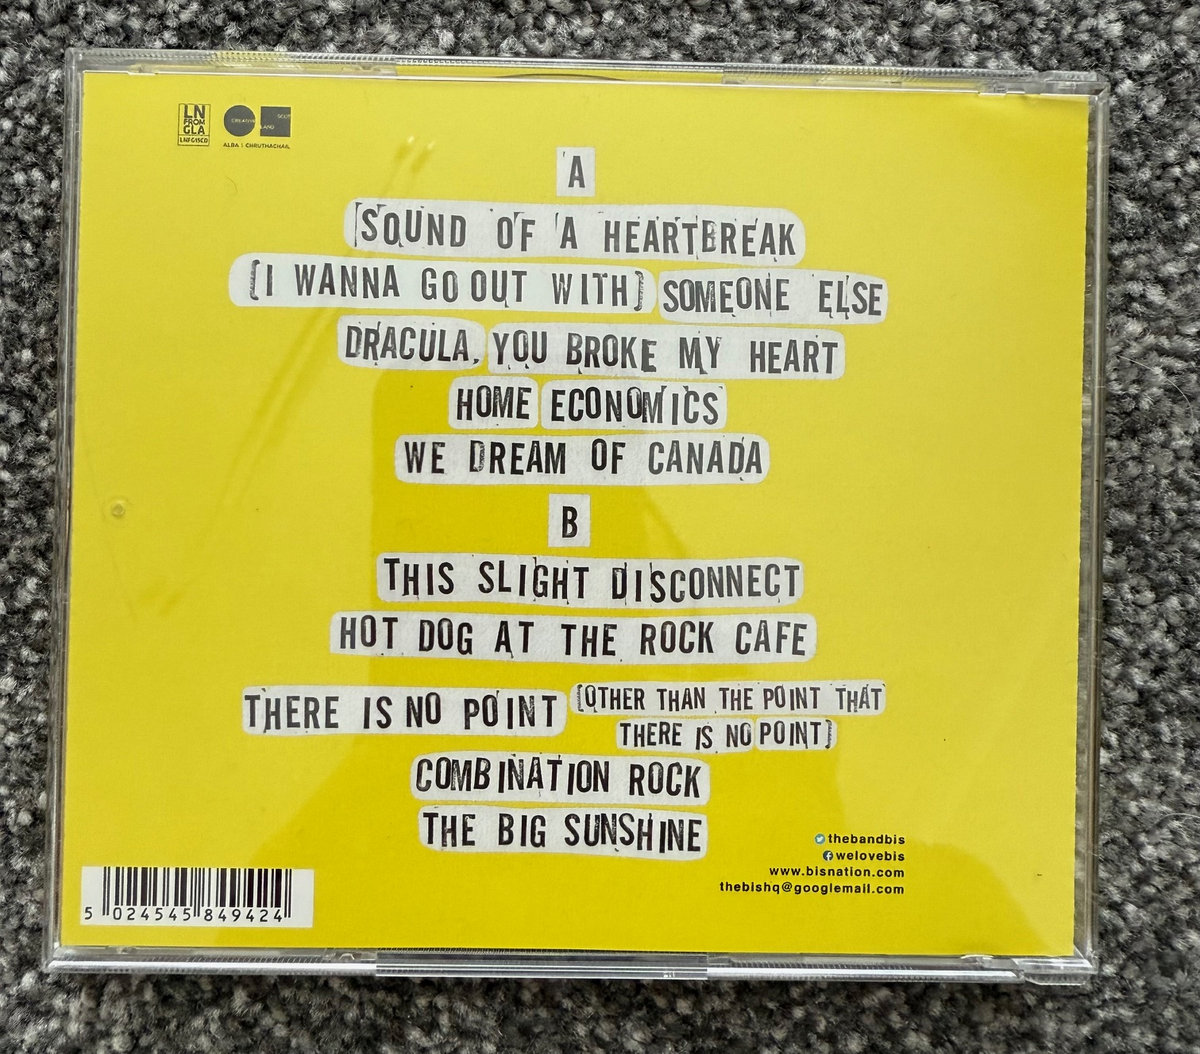 LN
FROM
GLA
LNFG15CD
ALBA | CHRUTHACHAIL
A
SOUND OF A HEARTBREAK
(I WANNA GO OUT WITH) SOMEONE ELSE
DRACULA, YOU BROKE MY HEART
HOME ECONOMICS
WE DREAM OF CANADA
B
THIS SLIGHT DISCONNECT
HOT DOG AT THE ROCK CAFE
THERE IS NO POINT (OTHER THAN THE POINT THAT
THERE IS NO POINT)
COMBINATION ROCK
THE BIG SUNSHINE
thebandbis
welovebis
www.bisnation.com
thebishq@googlemail.com
5 024545 849424